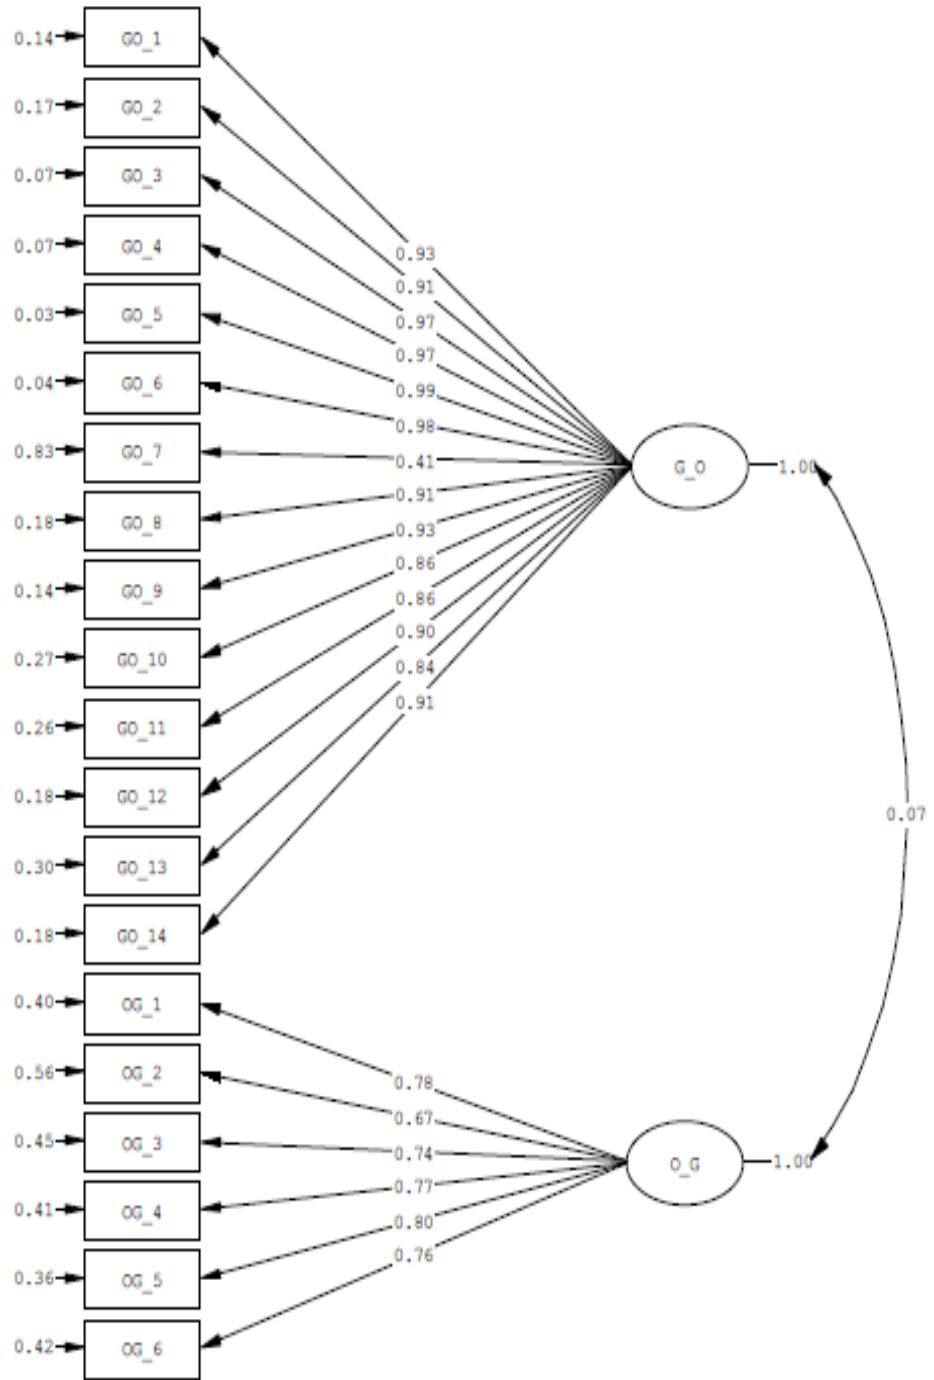 0.14 GO_1
0.17 GO_2
0.07 GO_3
0.07 GO_4
0.03 GO_5
0.04 GO_6
0.83 GO_7
0.18 GO_8
0.14 GO_9
0.27 GO_10
0.26 GO_11
0.18 GO_12
0.30 GO_13
0.18 GO_14
0.40 OG_1
0.56 OG_2
0.45 OG_3
0.41 OG_4
0.36 OG_5
0.42 OG_6
0.93
0.91
0.97
0.97
0.99
0.98
0.41
0.91
0.93
0.86
0.86
0.90
0.84
0.91
0.78
0.67
0.74
0.77
0.80
0.76
G_O 1.00
O_G 1.00
0.07